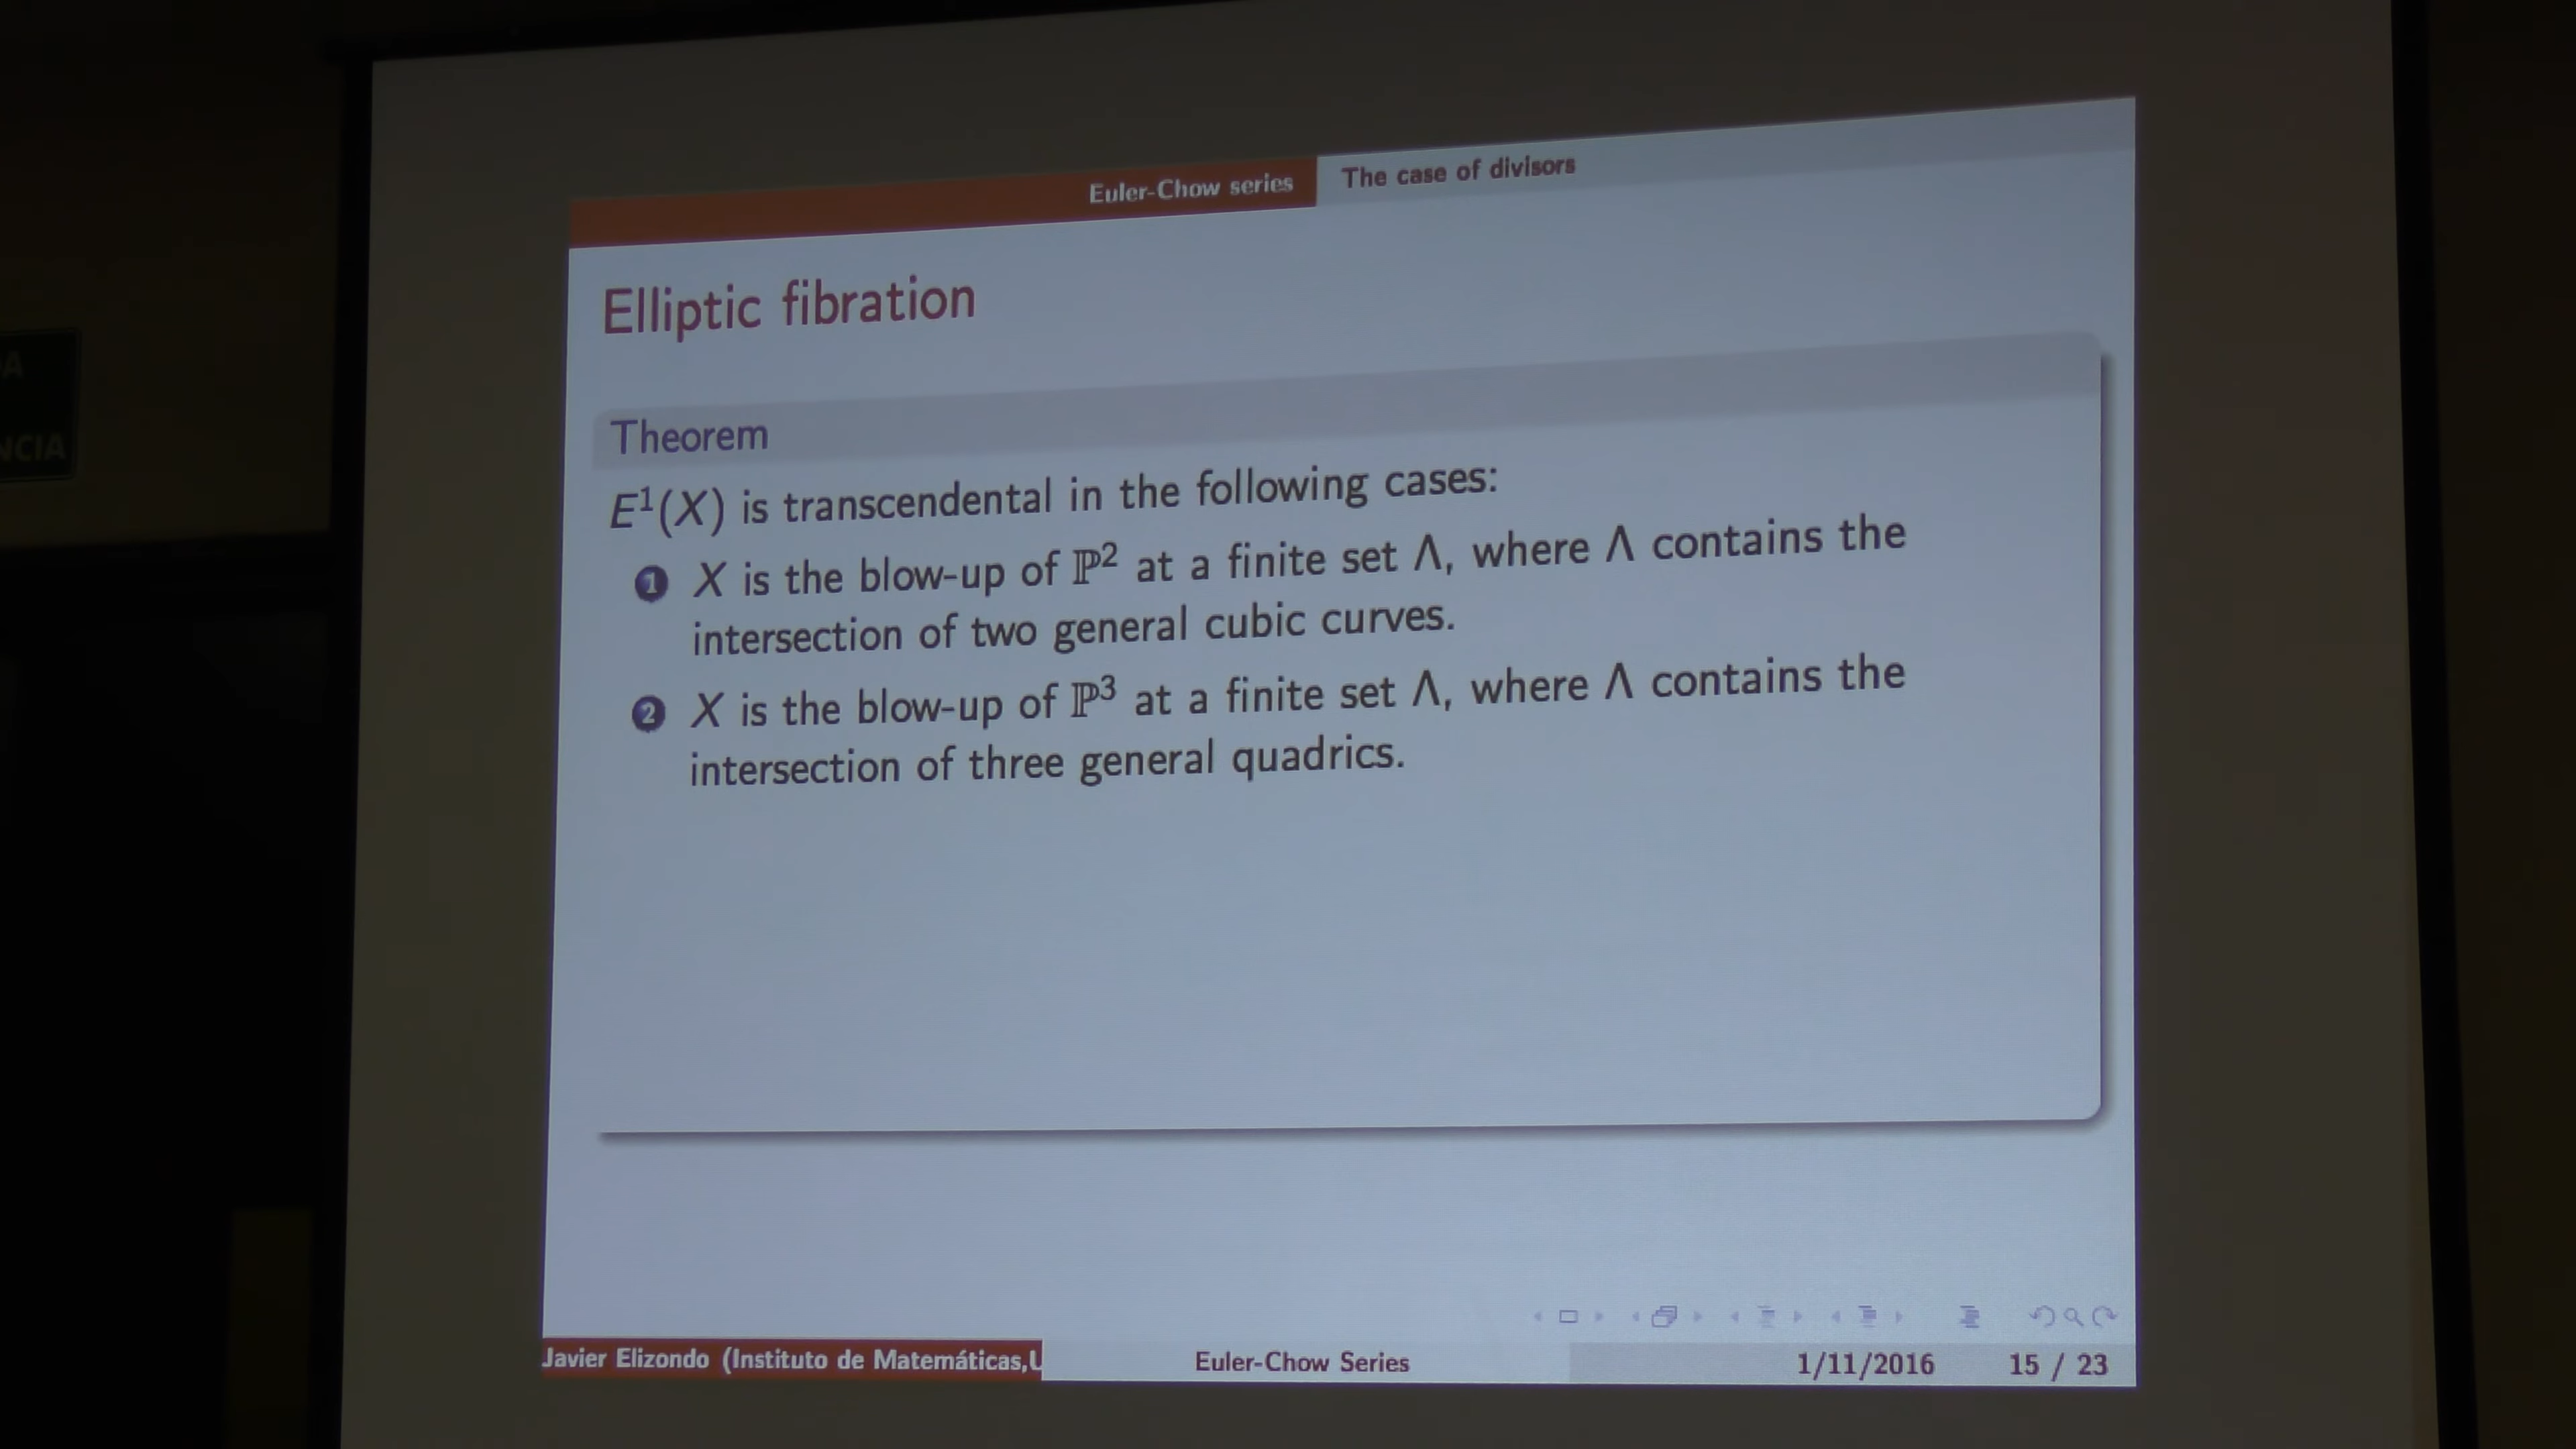 Euler-Chow series
The case of divisors
Elliptic fibration
Theorem
E¹(X) is transcendental in the following cases:
1 X is the blow-up of ℙ² at a finite set Λ, where Λ contains the
intersection of two general cubic curves.
2 X is the blow-up of ℙ³ at a finite set Λ, where Λ contains the
intersection of three general quadrics.
Javier Elizondo (Instituto de Matemáticas,U
Euler-Chow Series
1/11/2016
15 / 23
DA
NCIA